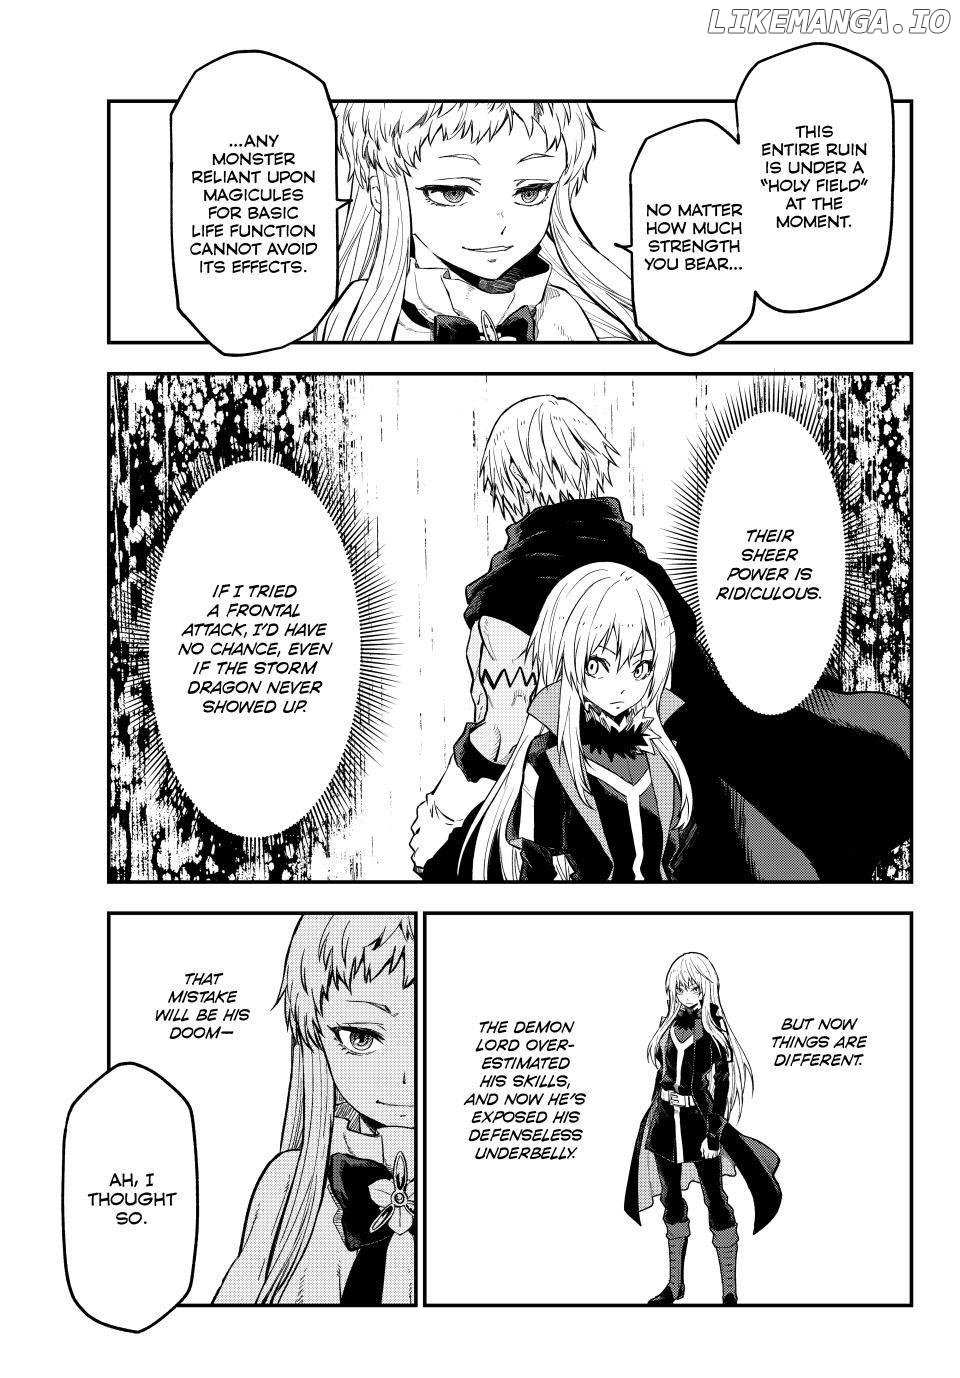 LIKEMANGA.IO
THIS
ENTIRE RUIN
IS UNDER A
"HOLY FIELD"
AT THE
MOMENT.
NO MATTER
HOW MUCH
STRENGTH
YOU BEAR...
...ANY
MONSTER
RELIANT UPON
MAGICULES
FOR BASIC
LIFE FUNCTION
CANNOT AVOID
ITS EFFECTS.
THEIR
SHEER
POWER IS
RIDICULOUS.
IF I TRIED
A FRONTAL
ATTACK, I'D HAVE
NO CHANCE, EVEN
IF THE STORM
DRAGON NEVER
SHOWED UP.
BUT NOW
THINGS ARE
DIFFERENT.
THE DEMON
LORD OVER-
ESTIMATED
HIS SKILLS,
AND NOW HE'S
EXPOSED HIS
DEFENSELESS
UNDERBELLY.
THAT
MISTAKE
WILL BE HIS
DOOM—
AH, I
THOUGHT
SO.